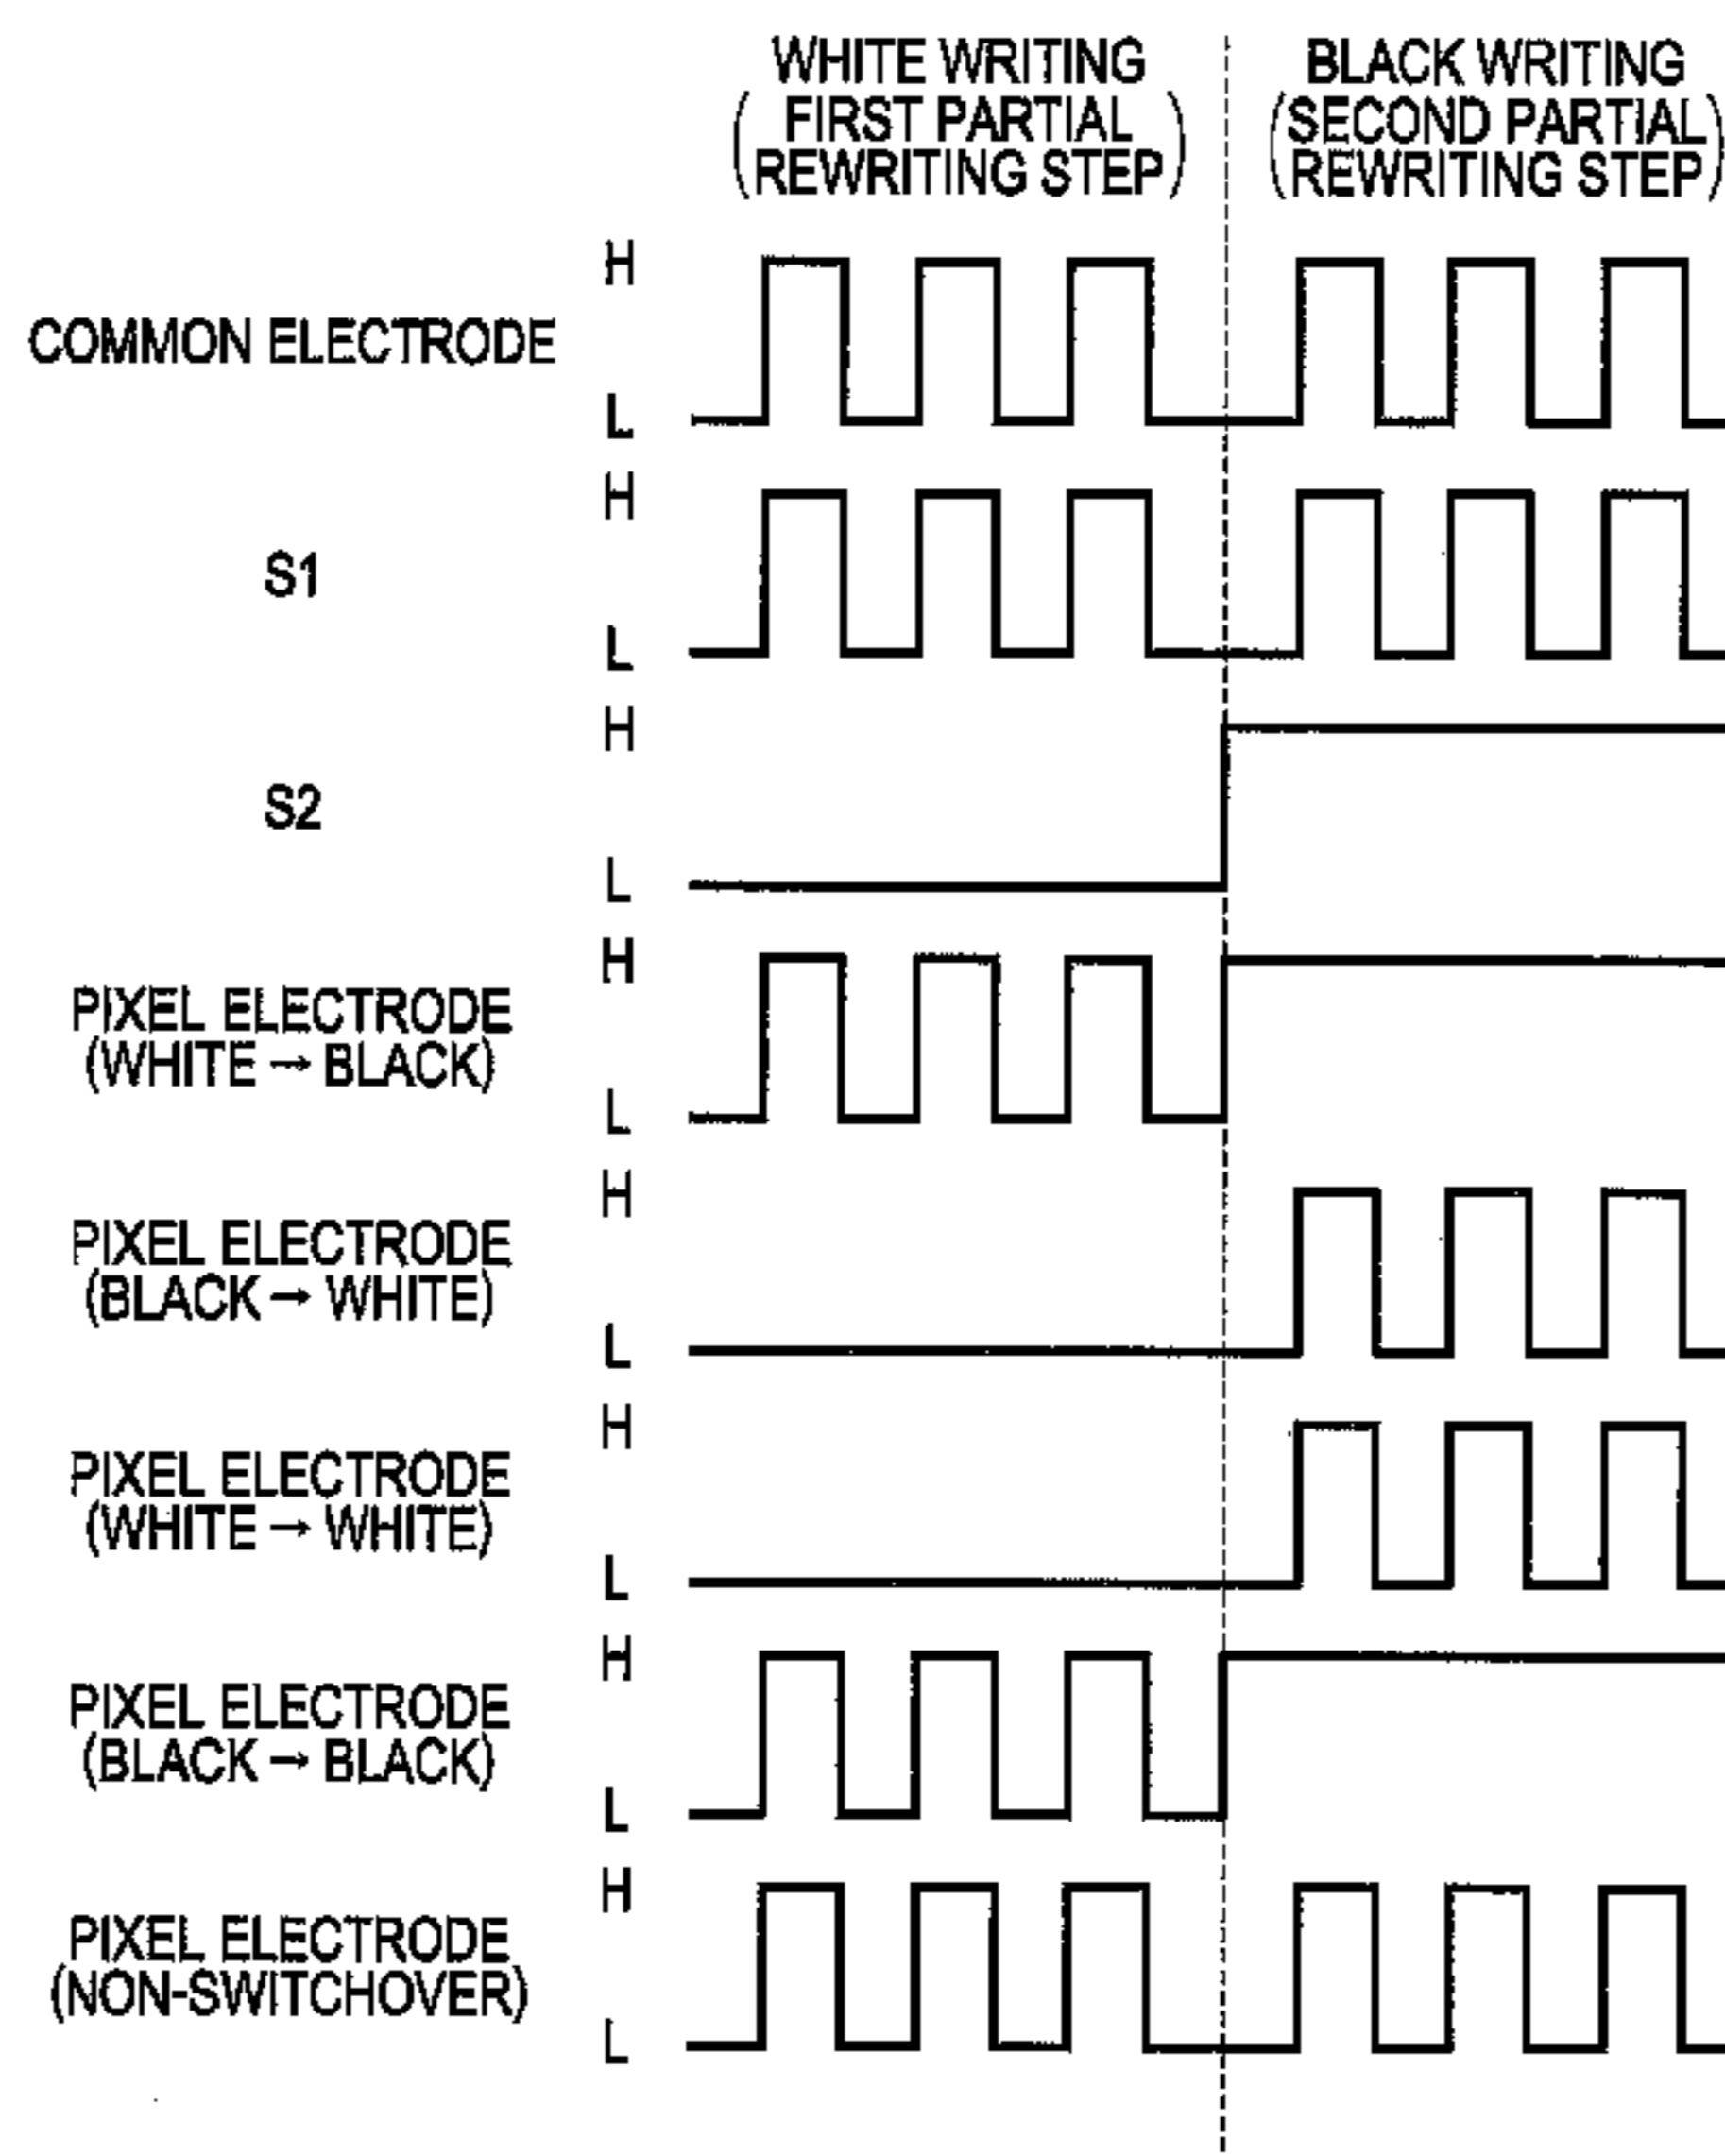 WHITE WRITING
(FIRST PARTIAL
REWRITING STEP)
BLACK WRITING
(SECOND PARTIAL
REWRITING STEP)
H
COMMON ELECTRODE
L
H
S1
L
H
S2
L
H
PIXEL ELECTRODE
(WHITE → BLACK)
L
H
PIXEL ELECTRODE
(BLACK → WHITE)
L
H
PIXEL ELECTRODE
(WHITE → WHITE)
L
H
PIXEL ELECTRODE
(BLACK → BLACK)
L
H
PIXEL ELECTRODE
(NON-SWITCHOVER)
L